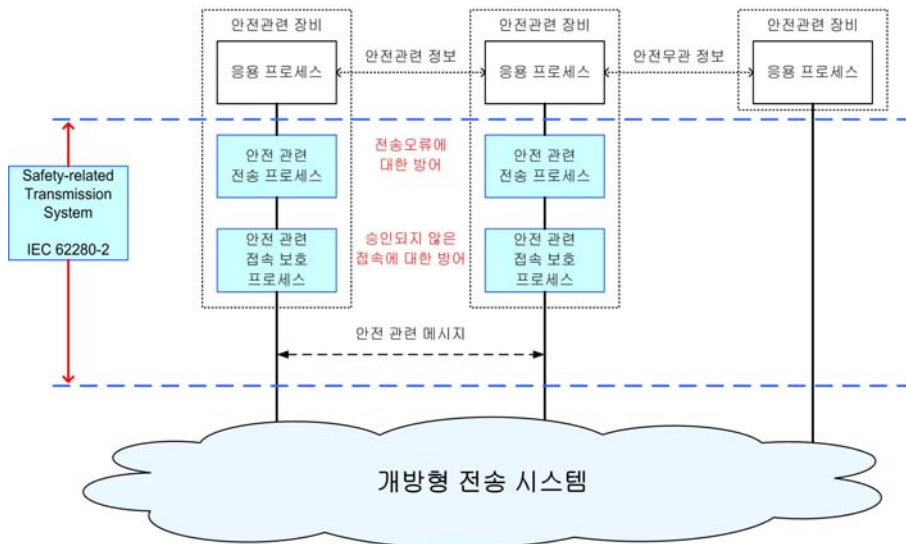 안전관련 장비
안전관련 장비
안전관련 장비
응용 프로세스
안전관련 정보
응용 프로세스
안전무관 정보
응용 프로세스
Safety-related
Transmission
System
IEC 62280-2
안전 관련
전송 프로세스
전송오류에
대한 방어
안전 관련
전송 프로세스
안전 관련
접속 보호
프로세스
승인되지 않은
접속에 대한 방어
안전 관련
접속 보호
프로세스
안전 관련 메시지
개방형 전송 시스템